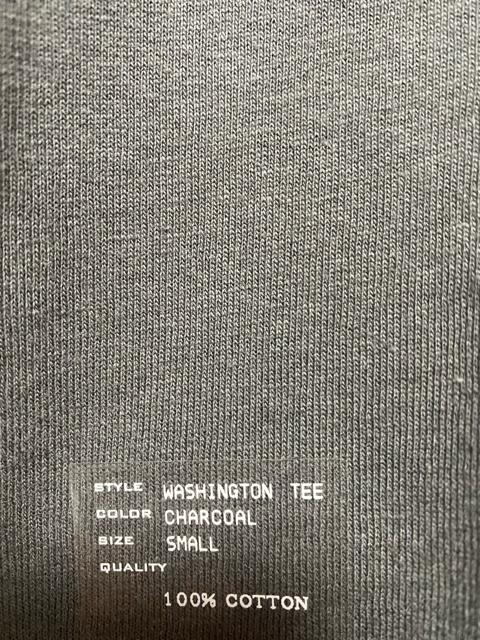 STYLE WASHINGTON TEE
COLOR CHARCOAL
SIZE SMALL
QUALITY
100% COTTON